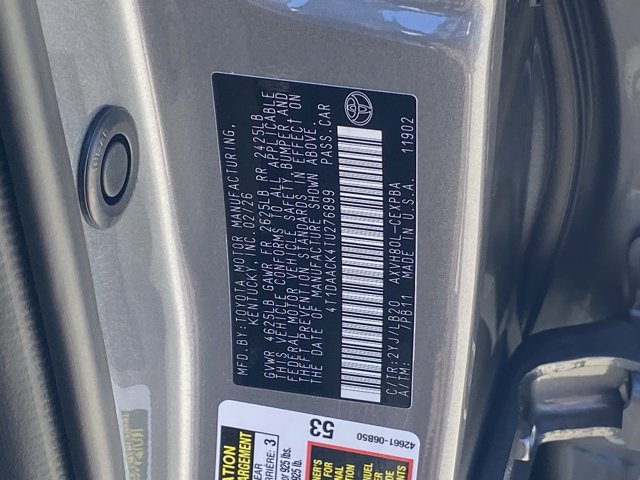 MFD. BY: TOYOTA MOTOR MANUFACTURING,
KENTUCKY, INC. 02/26
GVWR 4625LB GAWR FR 2625LB RR 2425LB
THIS VEHICLE CONFORMS TO ALL APPLICABLE
FEDERAL MOTOR VEHICLE SAFETY, BUMPER AND
THEFT PREVENTION STANDARDS IN EFFECT ON
THE DATE OF MANUFACTURE SHOWN ABOVE.
4T1DAACK4TU276899 PASS. CAR
C/TR: 2YJ/LB20 AXVH80L-CEXPBA
A/TM: /PB11 MADE IN U.S.A. 11902
53
42661-06B50
3
925 lbs.